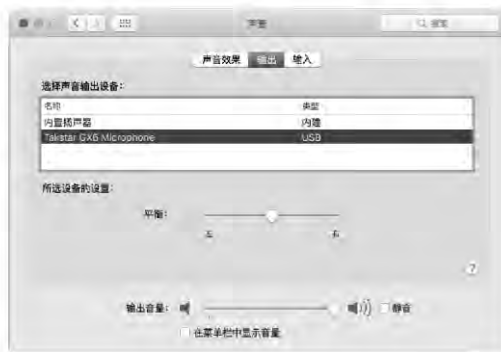 声音
搜索
声音效果 输出 输入
选择声音输出设备：
名称 类型
内置扬声器 内建
Takstar GX6 Microphone USB
所选设备的设置：
平衡：
左 右
?
输出音量： 静音
在菜单栏中显示音量